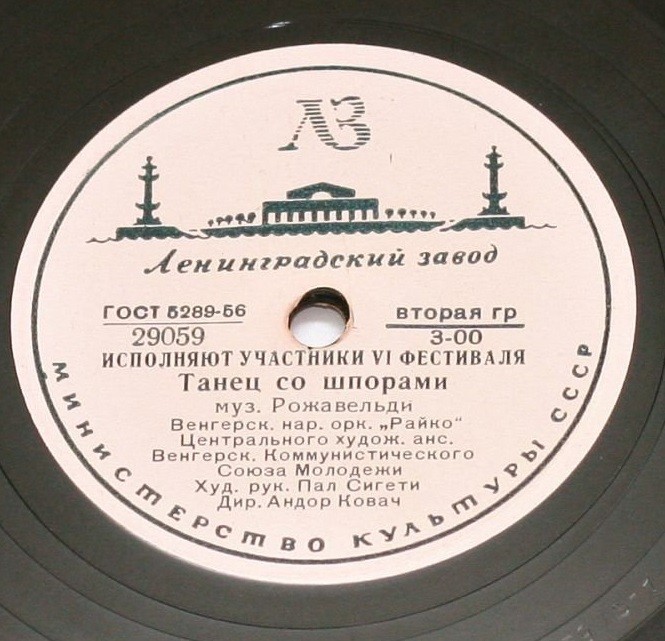 ЛЗ
Ленинградский завод
ГОСТ 5289-56 вторая гр
29059 3-00
ИСПОЛНЯЮТ УЧАСТНИКИ VI ФЕСТИВАЛЯ
Танец со шпорами
муз. Рожавельди
Венгерск. нар. орк. „Райко"
Центрального худож. анс.
Венгерск. Коммунистического
Союза Молодежи
Худ. рук. Пал Сигети
Дир. Андор Ковач
МИНИСТЕРСТВО КУЛЬТУРЫ СССР